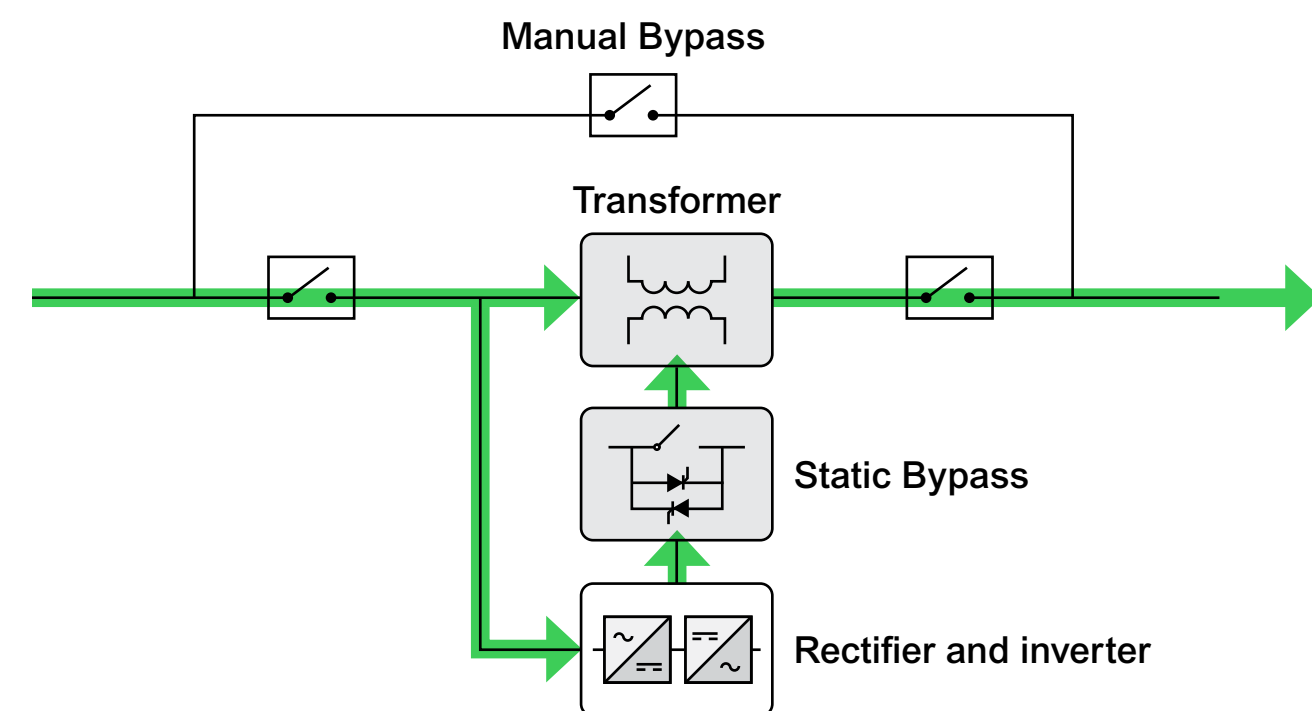 Manual Bypass
Transformer
Static Bypass
Rectifier and inverter